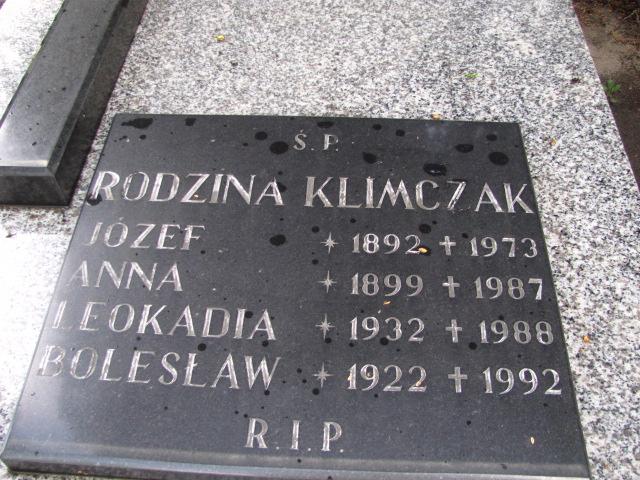 Ś.P.
RODZINA KLIMCZAK
JÓZEF * 1892 + 1973
ANNA * 1899 + 1987
LEOKADIA * 1932 + 1988
BOLESŁAW * 1922 + 1992
R.I.P.